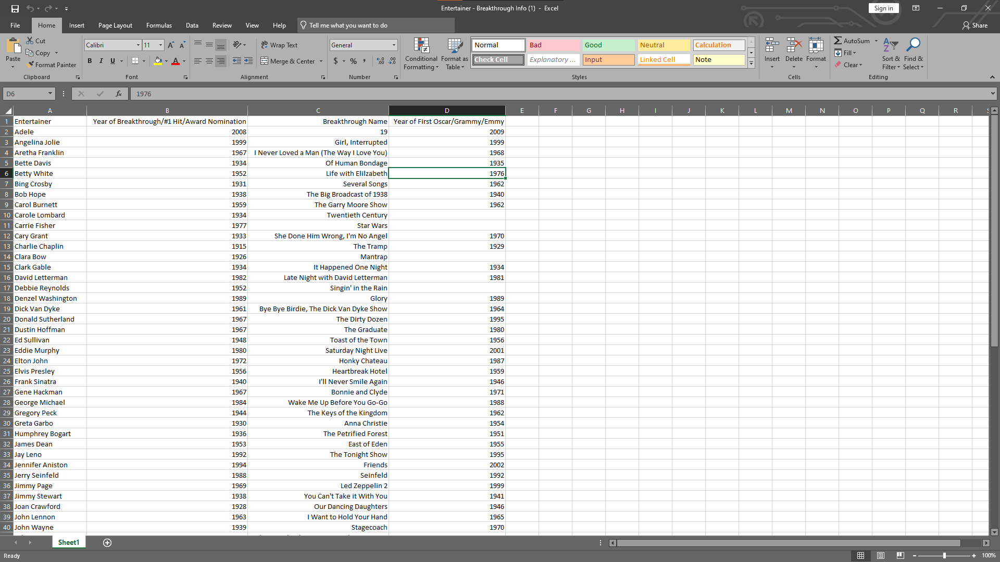 Entertainer - Breakthrough Info (1) - Excel
Sign in
File Home Insert Page Layout Formulas Data Review View Help Tell me what you want to do Share
Paste Cut Copy Format Painter Clipboard
Calibri 11 A A B I U A Font
Wrap Text Merge & Center Alignment
General $ % , Number
Conditional Formatting Format as Table
Normal Bad Good Neutral Calculation
Check Cell Explanatory ... Input Linked Cell Note
Styles
Insert Delete Format Cells
AutoSum Fill Clear Sort & Filter Find & Select Editing
D6 fx 1976
A B C D E F G H I J K L M N O P Q R
1 Entertainer Year of Breakthrough/#1 Hit/Award Nomination Breakthrough Name Year of First Oscar/Grammy/Emmy
2 Adele 2008 19 2009
3 Angelina Jolie 1999 Girl, Interrupted 1999
4 Aretha Franklin 1967 I Never Loved a Man (The Way I Love You) 1968
5 Bette Davis 1934 Of Human Bondage 1935
6 Betty White 1952 Life with Elilzabeth 1976
7 Bing Crosby 1931 Several Songs 1962
8 Bob Hope 1938 The Big Broadcast of 1938 1940
9 Carol Burnett 1959 The Garry Moore Show 1962
10 Carole Lombard 1934 Twentieth Century
11 Carrie Fisher 1977 Star Wars
12 Cary Grant 1933 She Done Him Wrong, I'm No Angel 1970
13 Charlie Chaplin 1915 The Tramp 1929
14 Clara Bow 1926 Mantrap
15 Clark Gable 1934 It Happened One Night 1934
16 David Letterman 1982 Late Night with David Letterman 1981
17 Debbie Reynolds 1952 Singin' in the Rain
18 Denzel Washington 1989 Glory 1989
19 Dick Van Dyke 1961 Bye Bye Birdie, The Dick Van Dyke Show 1964
20 Donald Sutherland 1967 The Dirty Dozen 1995
21 Dustin Hoffman 1967 The Graduate 1980
22 Ed Sullivan 1948 Toast of the Town 1956
23 Eddie Murphy 1980 Saturday Night Live 2001
24 Elton John 1972 Honky Chateau 1987
25 Elvis Presley 1956 Heartbreak Hotel 1959
26 Frank Sinatra 1940 I'll Never Smile Again 1946
27 Gene Hackman 1967 Bonnie and Clyde 1971
28 George Michael 1984 Wake Me Up Before You Go-Go 1988
29 Gregory Peck 1944 The Keys of the Kingdom 1962
30 Greta Garbo 1930 Anna Christie 1954
31 Humphrey Bogart 1936 The Petrified Forest 1951
32 James Dean 1953 East of Eden 1955
33 Jay Leno 1992 The Tonight Show 1995
34 Jennifer Aniston 1994 Friends 2002
35 Jerry Seinfeld 1988 Seinfeld 1992
36 Jimmy Page 1969 Led Zeppelin 2 1999
37 Jimmy Stewart 1938 You Can't Take it With You 1941
38 Joan Crawford 1928 Our Dancing Daughters 1946
39 John Lennon 1963 I Want to Hold Your Hand 1965
40 John Wayne 1939 Stagecoach 1970
Sheet1
Ready 100%